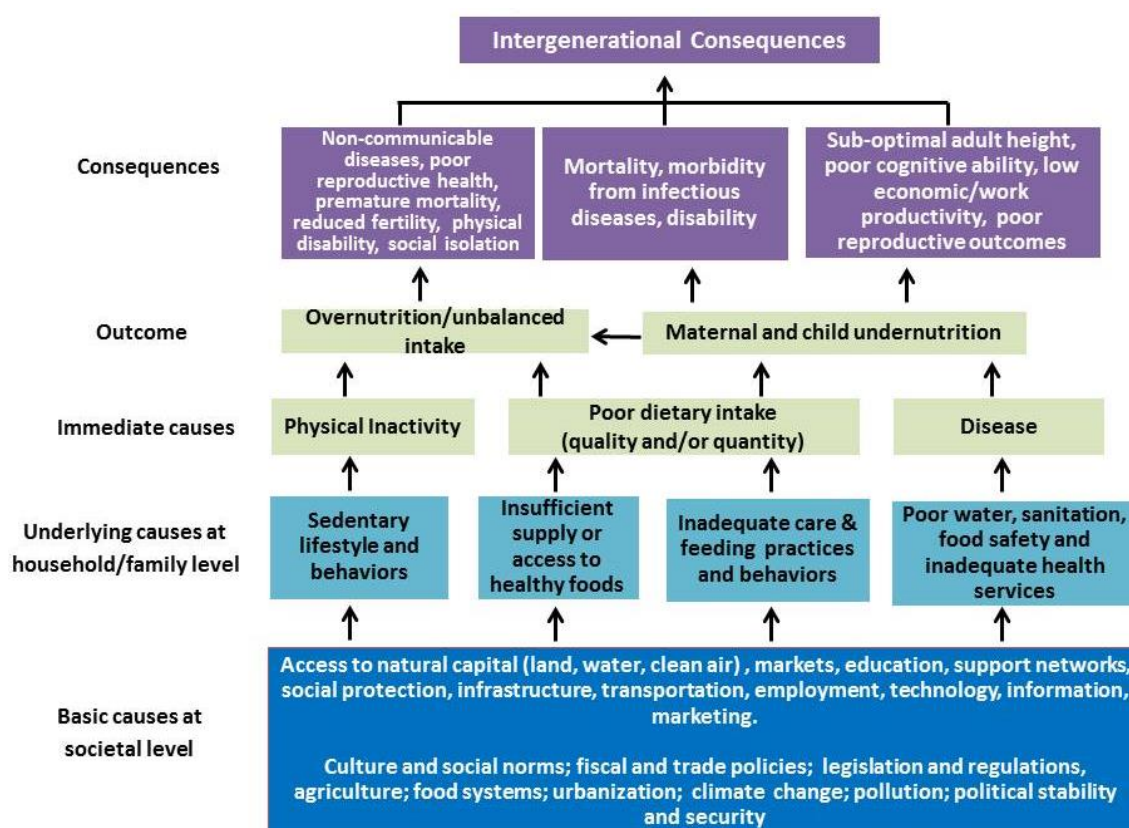 Intergenerational Consequences
Consequences
Non-communicable
diseases, poor
reproductive health,
premature mortality,
reduced fertility, physical
disability, social isolation
Mortality, morbidity
from infectious
diseases, disability
Sub-optimal adult height,
poor cognitive ability, low
economic/work
productivity, poor
reproductive outcomes
Outcome
Overnutrition/unbalanced
intake
Maternal and child undernutrition
Immediate causes
Physical Inactivity
Poor dietary intake
(quality and/or quantity)
Disease
Underlying causes at
household/family level
Sedentary
lifestyle and
behaviors
Insufficient
supply or
access to
healthy foods
Inadequate care &
feeding practices
and behaviors
Poor water, sanitation,
food safety and
inadequate health
services
Basic causes at
societal level
Access to natural capital (land, water, clean air) , markets, education, support networks,
social protection, infrastructure, transportation, employment, technology, information,
marketing.
Culture and social norms; fiscal and trade policies; legislation and regulations,
agriculture; food systems; urbanization; climate change; pollution; political stability
and security